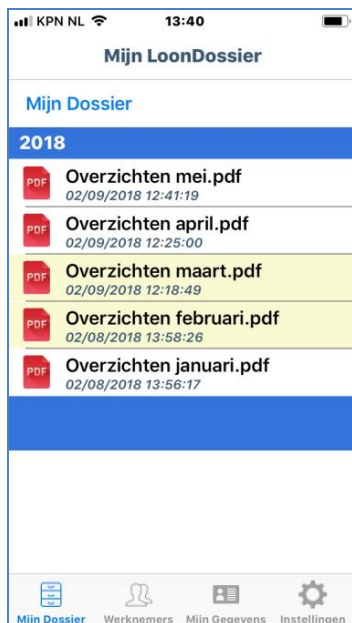 KPN NL 13:40
Mijn LoonDossier
Mijn Dossier
2018
PDF Overzichten mei.pdf
02/09/2018 12:41:19
PDF Overzichten april.pdf
02/09/2018 12:25:00
PDF Overzichten maart.pdf
02/09/2018 12:18:49
PDF Overzichten februari.pdf
02/08/2018 13:58:26
PDF Overzichten januari.pdf
02/08/2018 13:56:17
Mijn Dossier Werknemers Mijn Gegevens Instellingen